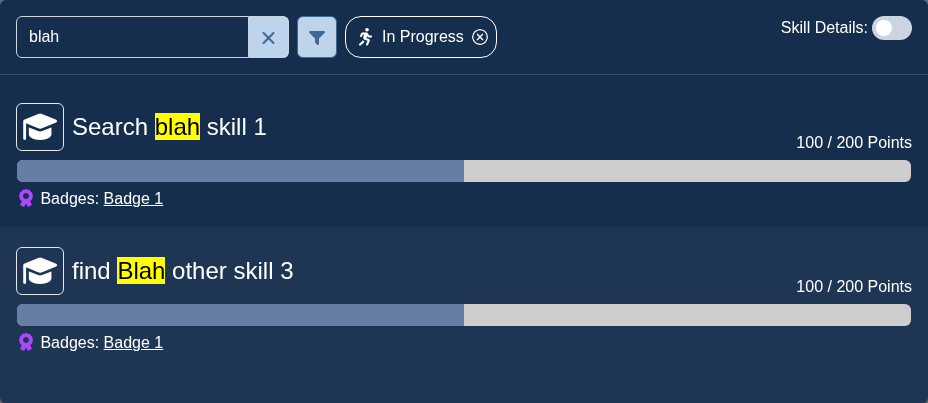 blah
In Progress
Skill Details:
Search blah skill 1
100 / 200 Points
Badges: Badge 1
find Blah other skill 3
100 / 200 Points
Badges: Badge 1